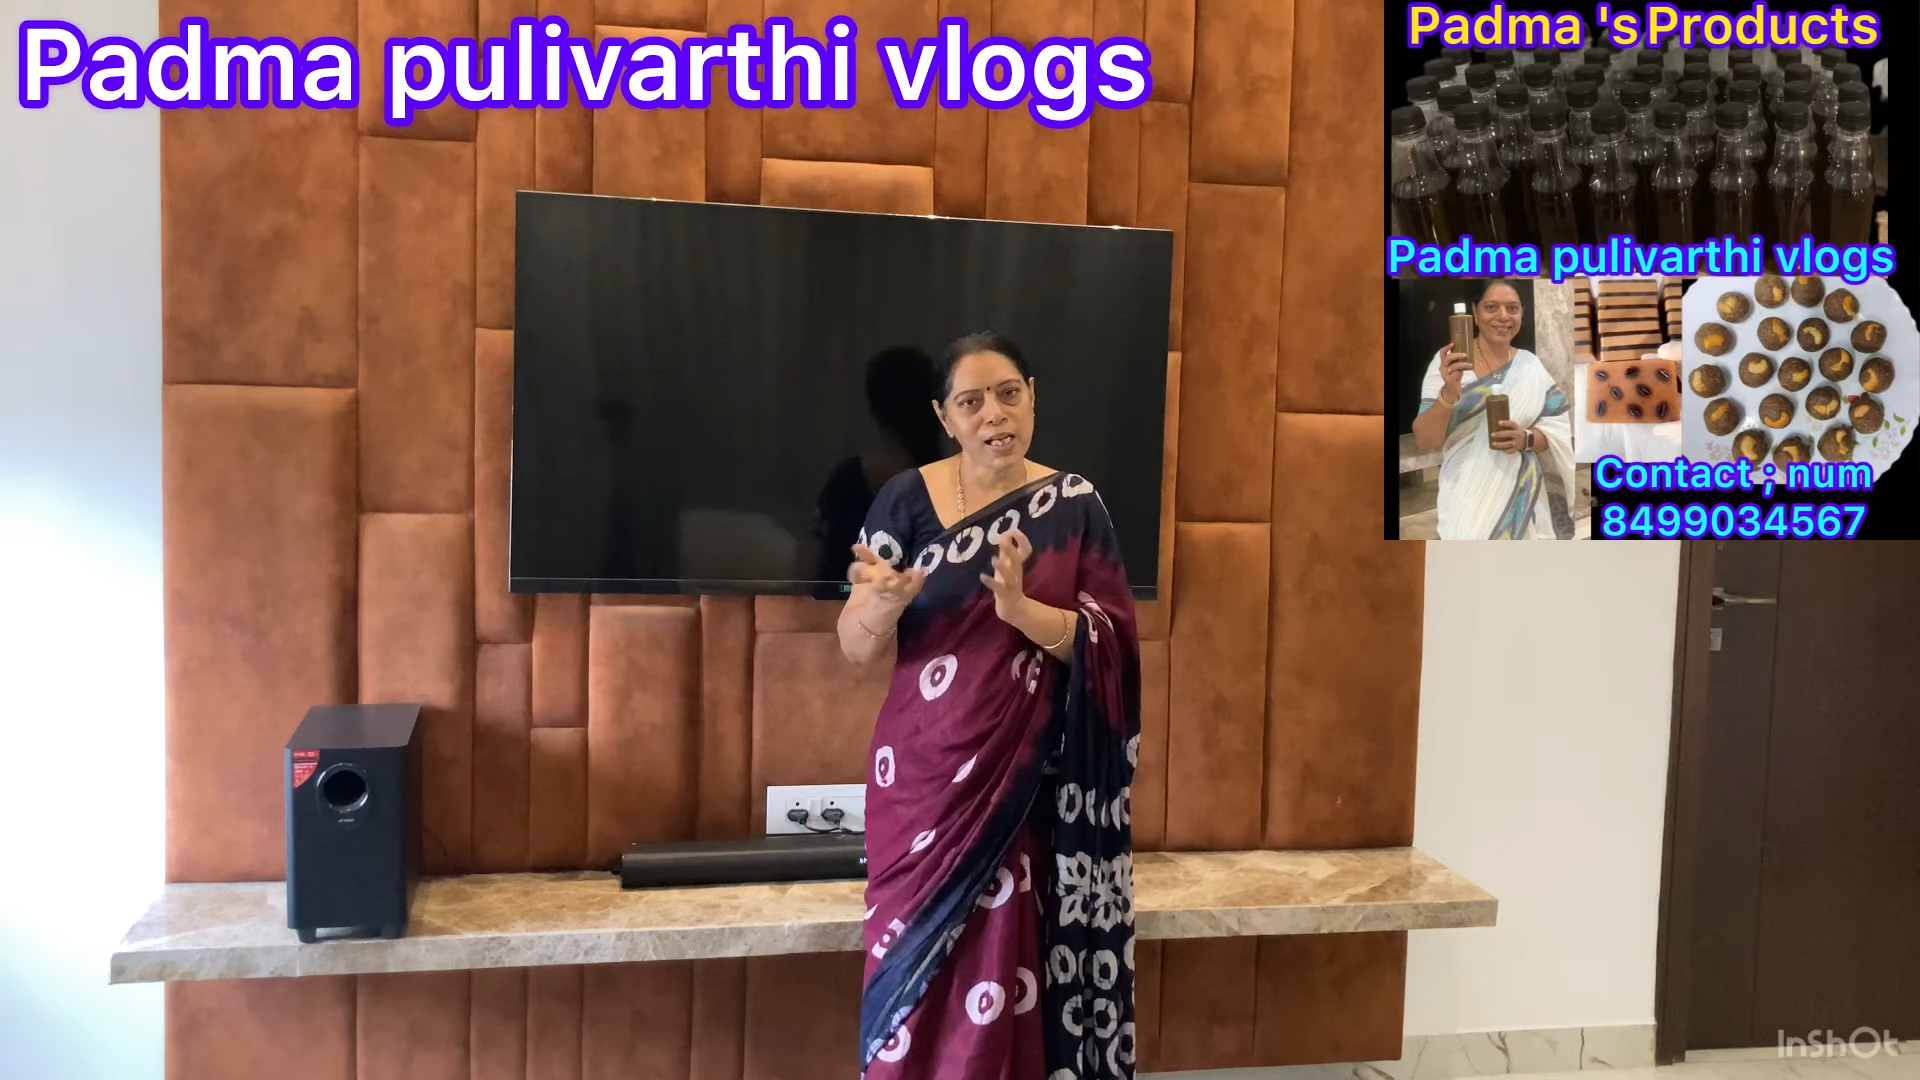 Padma pulivarthi vlogs
Padma 's Products
Padma pulivarthi vlogs
Contact ; num
8499034567
InShOt